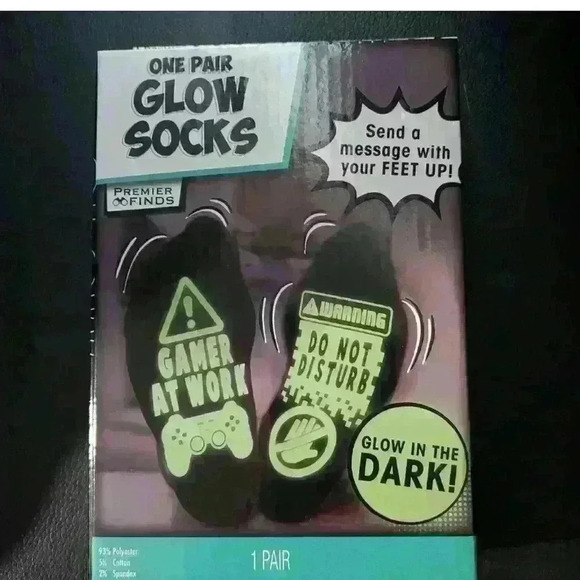 ONE PAIR
GLOW
SOCKS
Send a
message with
your FEET UP!
PREMIER
FINDS
GAMER
AT WORK
WARNING
DO NOT
DISTURB
GLOW IN THE
DARK!
93% Polyester
5% Cotton
2% Spandex
1 PAIR